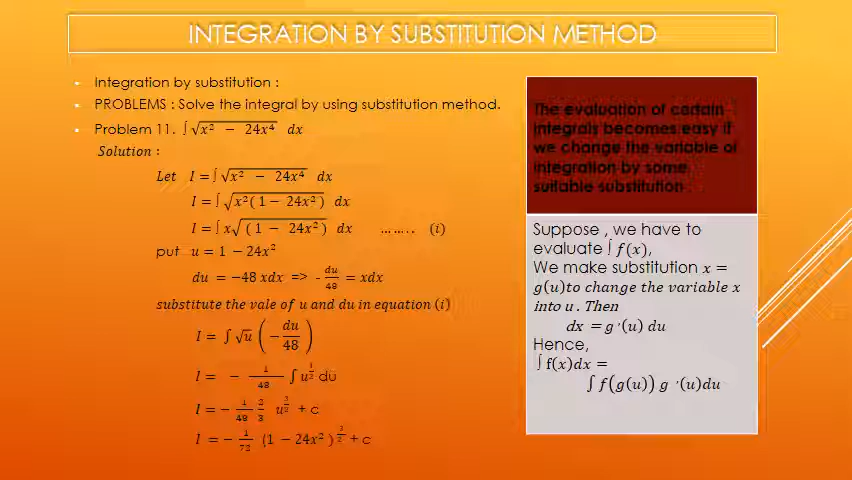 INTEGRATION BY SUBSTITUTION METHOD
Integration by substitution :
PROBLEMS : Solve the integral by using substitution method.
Problem 11. ∫ √(x² − 24x⁴) dx
Solution :
Let I = ∫ √(x² − 24x⁴) dx
I = ∫ √(x²( 1 − 24x² )) dx
I = ∫ x√(( 1 − 24x² )) dx ........ (i)
put u = 1 − 24x²
du = −48 xdx => - du/48 = xdx
substitute the vale of u and du in equation (i)
I = ∫ √u (− du/48)
I = − 1/48 ∫ u^(1/2) du
I = − 1/48 2/3 u^(3/2) + c
I = − 1/72 (1 − 24x² )^(3/2) + c
The evaluation of certain
integrals becomes easy if
we change the variable of
integration by some
suitable substitution .
Suppose , we have to
evaluate ∫ f(x),
We make substitution x =
g(u)to change the variable x
into u . Then
dx = g ′(u) du
Hence,
∫ f(x)dx =
∫ f(g(u)) g ′(u)du